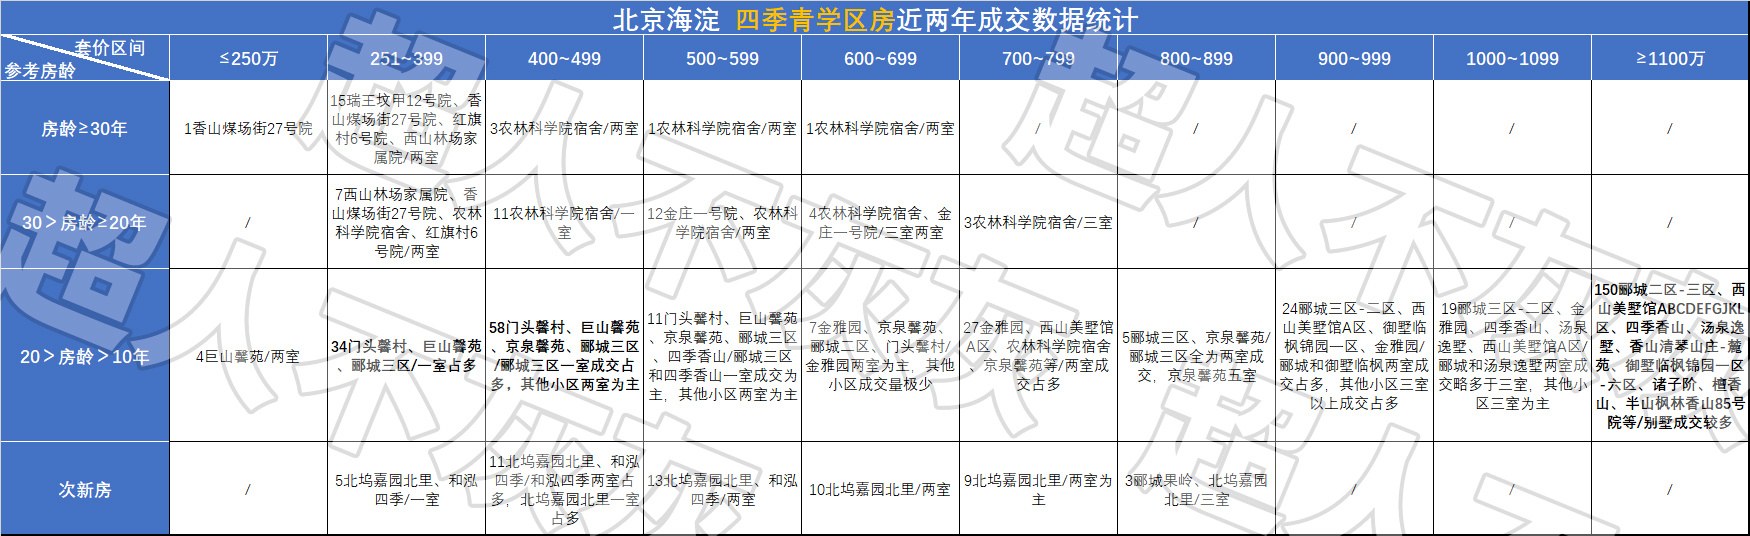 北京海淀 四季青学区房近两年成交数据统计
套价区间
参考房龄
≤250万
251~399
400~499
500~599
600~699
700~799
800~899
900~999
1000~1099
≥1100万
房龄≥30年
1香山煤场街27号院
15瑞王坟甲12号院、香
山煤场街27号院、红旗
村6号院、西山林场家
属院/两室
3农林科学院宿舍/两室
1农林科学院宿舍/两室
1农林科学院宿舍/两室
/
/
/
/
/
30＞房龄≥20年
/
7西山林场家属院、香
山煤场街27号院、农林
科学院宿舍、红旗村6
号院/两室
11农林科学院宿舍/一
室
12金庄一号院、农林科
学院宿舍/两室
4农林科学院宿舍、金
庄一号院/三室两室
3农林科学院宿舍/三室
/
/
/
/
20＞房龄＞10年
4巨山馨苑/两室
34门头馨村、巨山馨苑
、郦城三区/一室占多
58门头馨村、巨山馨苑
、京泉馨苑、郦城三区
/郦城三区一室成交占
多，其他小区两室为主
11门头馨村、巨山馨苑
、京泉馨苑、郦城三区
、四季香山/郦城三区
和四季香山一室成交为
主，其他小区两室为主
7金雅园、京泉馨苑、
郦城二区、门头馨村/
金雅园两室为主，其他
小区成交量极少
27金雅园、西山美墅馆
A区、农林科学院宿舍
、京泉馨苑等/两室成
交占多
5郦城三区、京泉馨苑/
郦城三区全为两室成
交，京泉馨苑五室
24郦城三区-二区、西
山美墅馆A区、御墅临
枫锦园一区、金雅园/
郦城和御墅临枫两室成
交占多，其他小区三室
以上成交占多
19郦城三区-二区、金
雅园、四季香山、汤泉
逸墅、西山美墅馆A区/
郦城和汤泉逸墅两室成
交略多于三室，其他小
区三室为主
150郦城二区-三区、西
山美墅馆ABCDEFGJKL
区、四季香山、汤泉逸
墅、香山清琴山庄-麓
苑、御墅临枫锦园一区
-六区、诸子阶、檀香
山、半山枫林香山85号
院等/别墅成交较多
次新房
/
5北坞嘉园北里、和泓
四季/一室
11北坞嘉园北里、和泓
四季/和泓四季两室占
多，北坞嘉园北里一室
占多
13北坞嘉园北里、和泓
四季/两室
10北坞嘉园北里/两室
9北坞嘉园北里/两室为
主
3郦城果岭、北坞嘉园
北里/三室
/
/
/
超人不灰灰
超人不灰灰
超人不灰灰
超人不灰灰